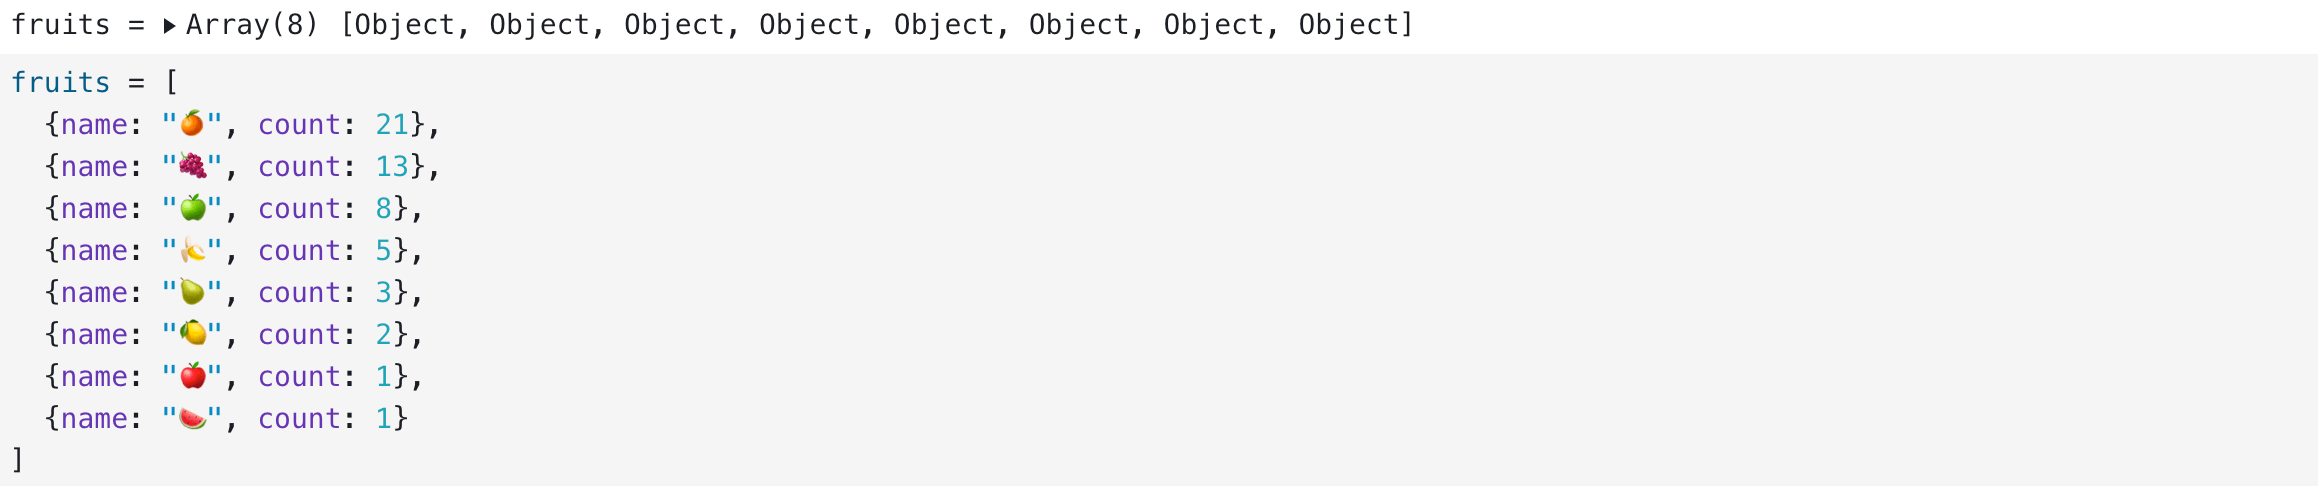 fruits = ▸Array(8) [Object, Object, Object, Object, Object, Object, Object, Object]
fruits = [
  {name: "🍊", count: 21},
  {name: "🍇", count: 13},
  {name: "🍏", count: 8},
  {name: "🍌", count: 5},
  {name: "🍐", count: 3},
  {name: "🍋", count: 2},
  {name: "🍎", count: 1},
  {name: "🍉", count: 1}
]